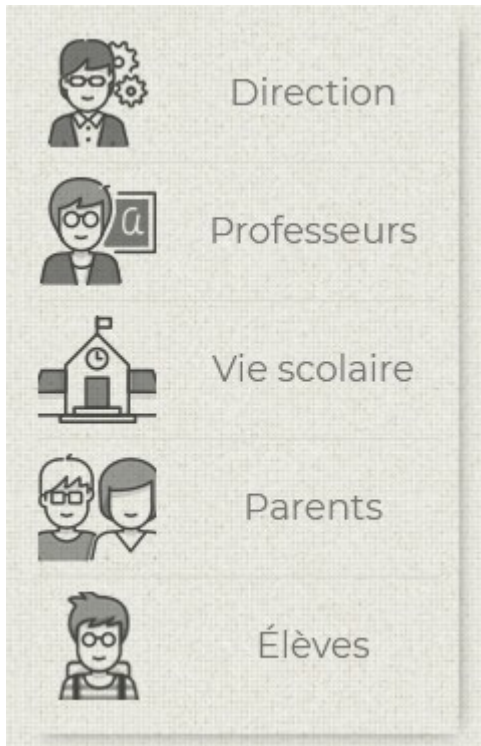 Direction
a
Professeurs
Vie scolaire
Parents
Élèves